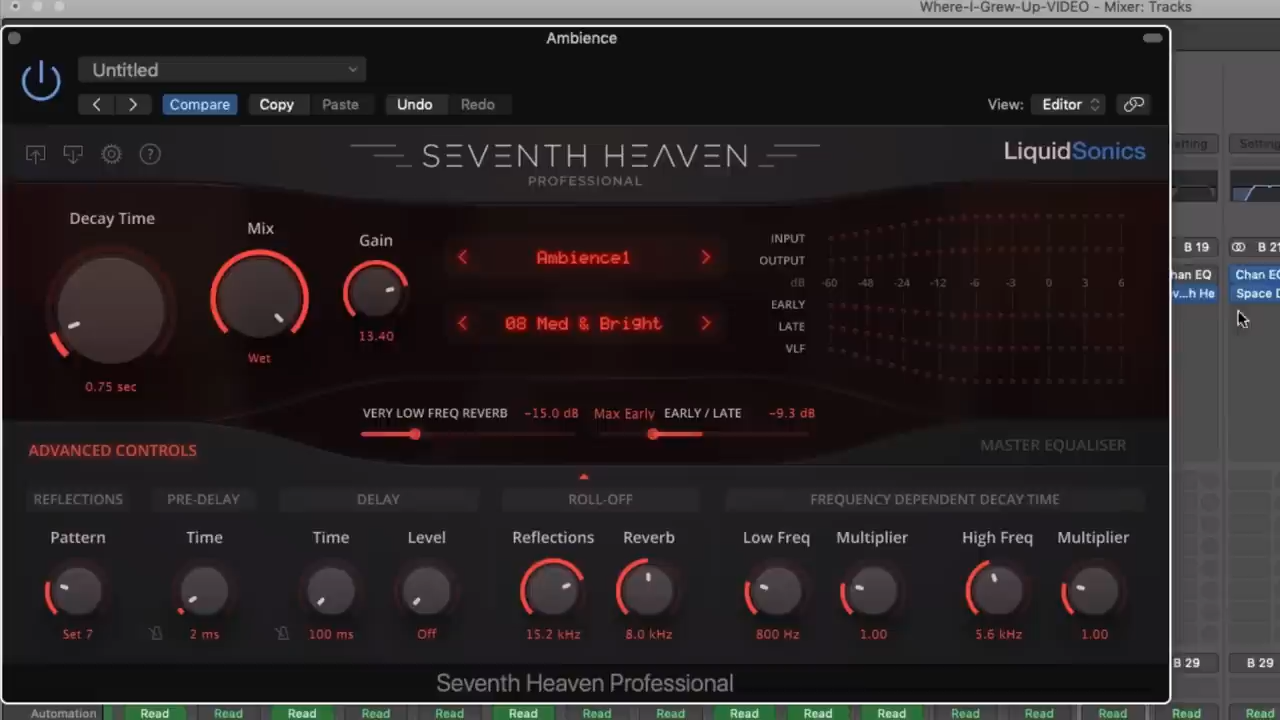 Where-I-Grew-Up-VIDEO - Mixer: Tracks
Ambience
Untitled
Compare Copy Paste Undo Redo View: Editor
SEVENTH HEAVEN
PROFESSIONAL
LiquidSonics
Decay Time
0.75 sec
Mix
Wet
Gain
13.40
Ambience1
08 Med & Bright
INPUT
OUTPUT
dB -60 -48 -24 -12 -6 -3 0 3 6
EARLY
LATE
VLF
VERY LOW FREQ REVERB -15.0 dB Max Early EARLY / LATE -9.3 dB
ADVANCED CONTROLS
MASTER EQUALISER
REFLECTIONS PRE-DELAY DELAY ROLL-OFF FREQUENCY DEPENDENT DECAY TIME
Pattern Time Time Level Reflections Reverb Low Freq Multiplier High Freq Multiplier
Set 7 2 ms 100 ms Off 15.2 kHz 8.0 kHz 800 Hz 1.00 5.6 kHz 1.00
Seventh Heaven Professional
B 19
Chan EQ
v...h He
Space D
B 29 B 29
Automation Read Read Read Read Read Read Read Read Read Read Read Read Read Read Read Read